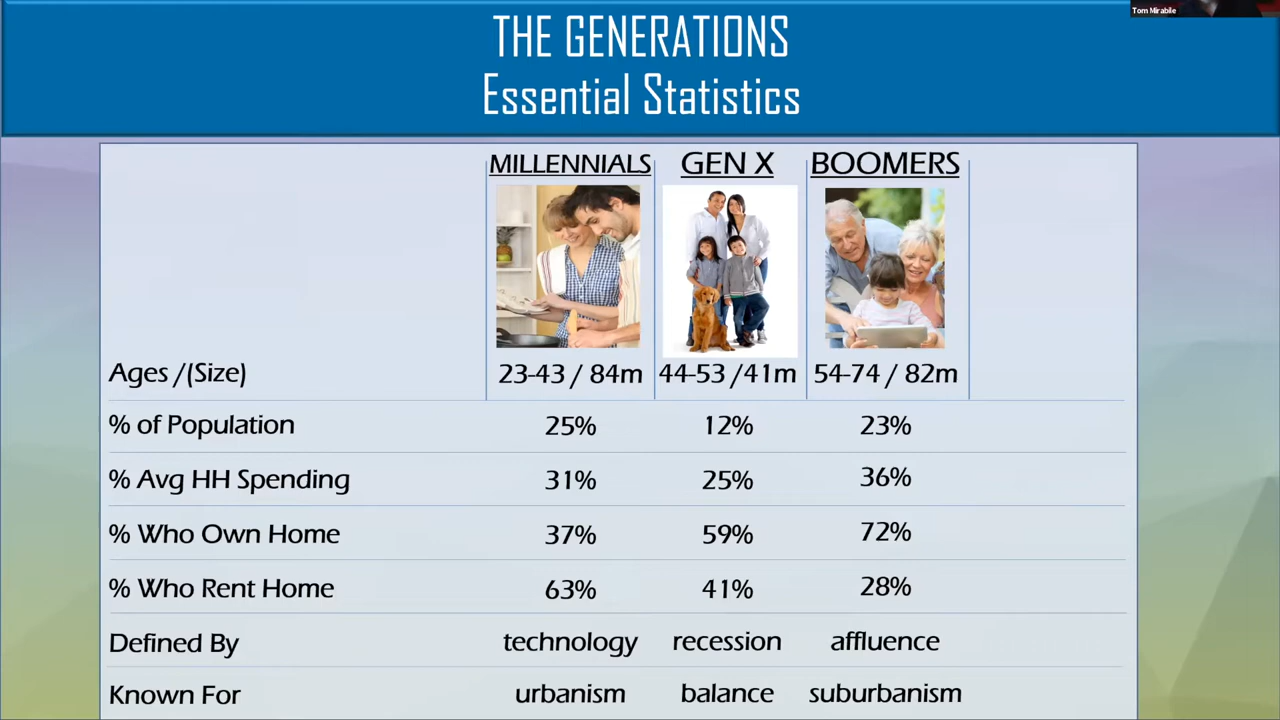 Tom Mirabile
THE GENERATIONS
Essential Statistics
MILLENNIALS GEN X BOOMERS
Ages /(Size) 23-43 / 84m 44-53 /41m 54-74 / 82m
% of Population 25% 12% 23%
% Avg HH Spending 31% 25% 36%
% Who Own Home 37% 59% 72%
% Who Rent Home 63% 41% 28%
Defined By technology recession affluence
Known For urbanism balance suburbanism